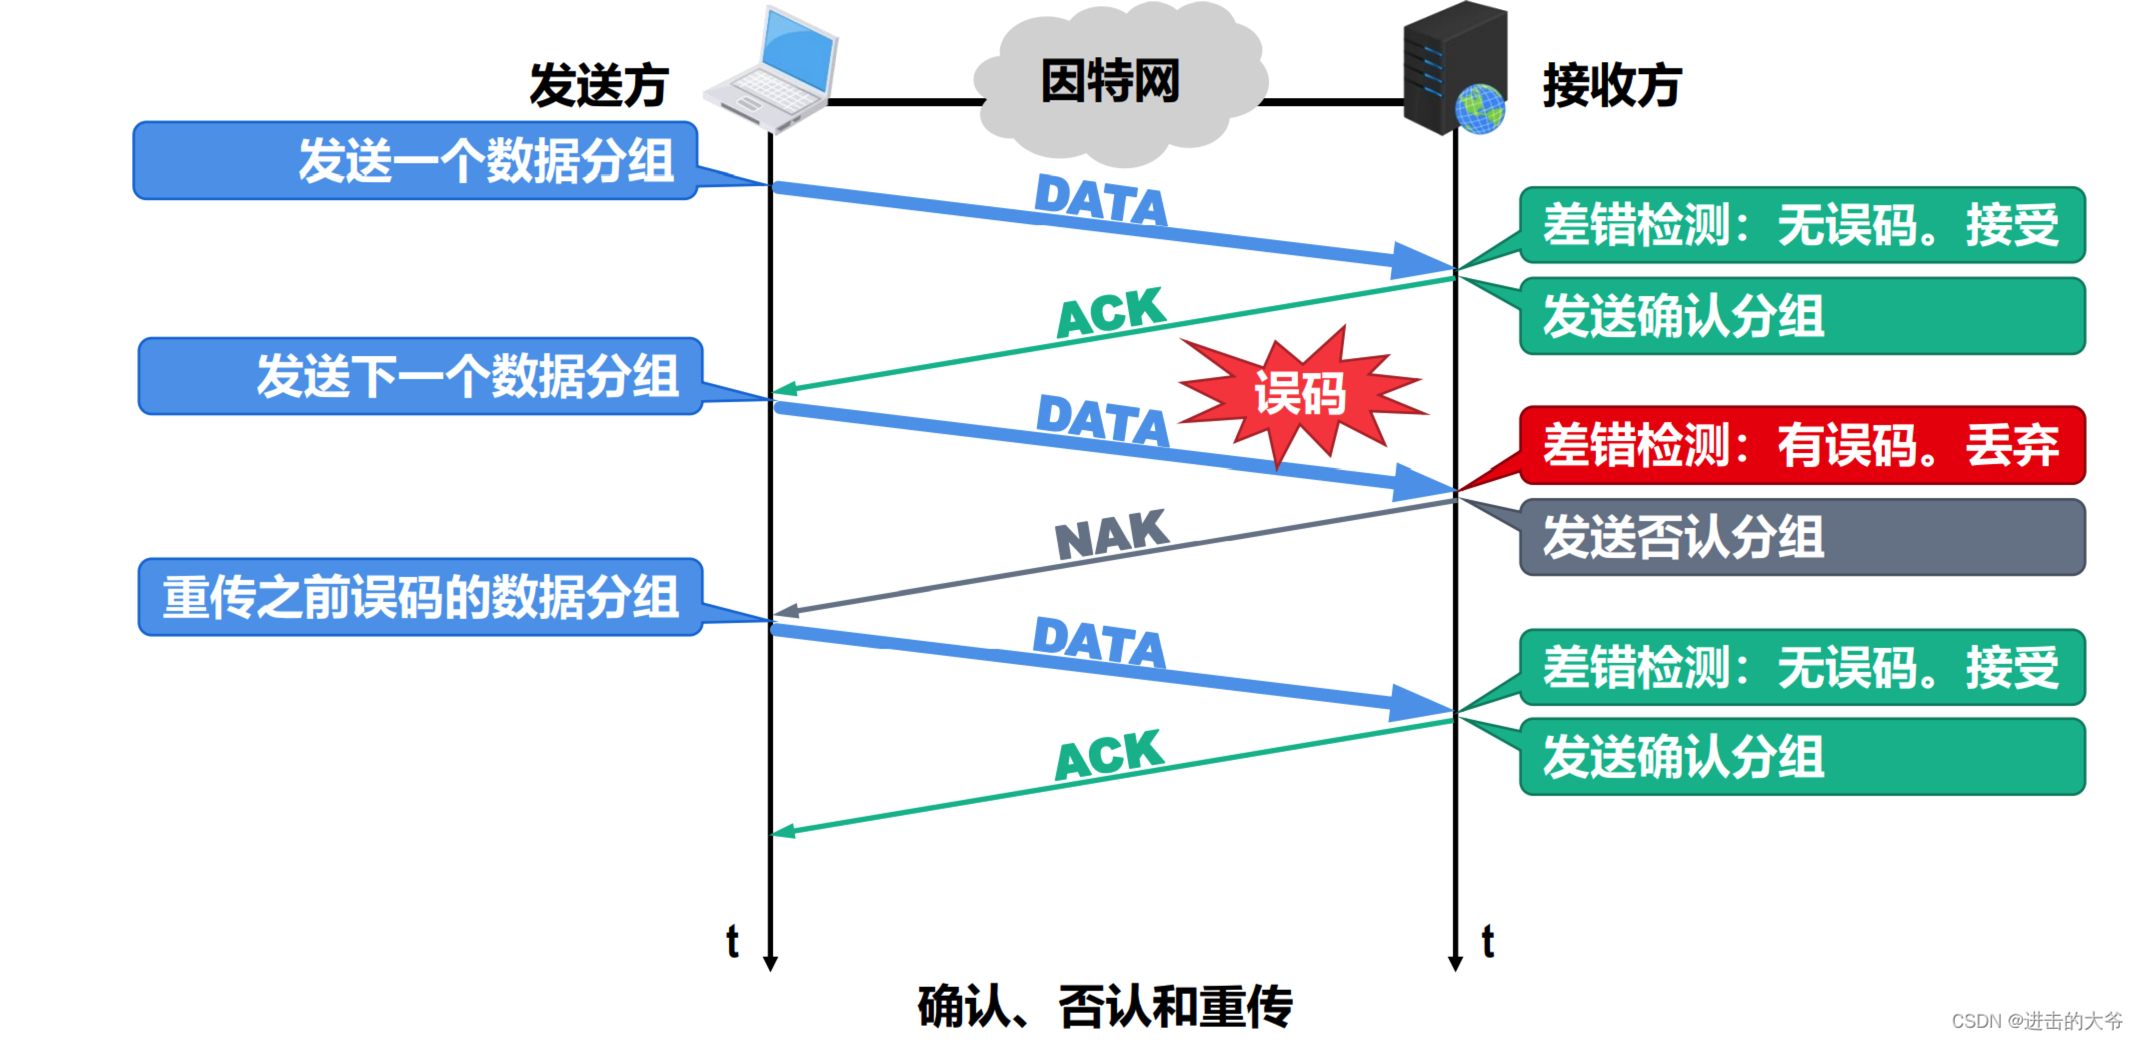 发送方
因特网
接收方
发送一个数据分组
DATA
差错检测：无误码。接受
ACK
发送确认分组
发送下一个数据分组
DATA
误码
差错检测：有误码。丢弃
NAK
发送否认分组
重传之前误码的数据分组
DATA
差错检测：无误码。接受
ACK
发送确认分组
t
t
确认、否认和重传
CSDN @进击的大爷